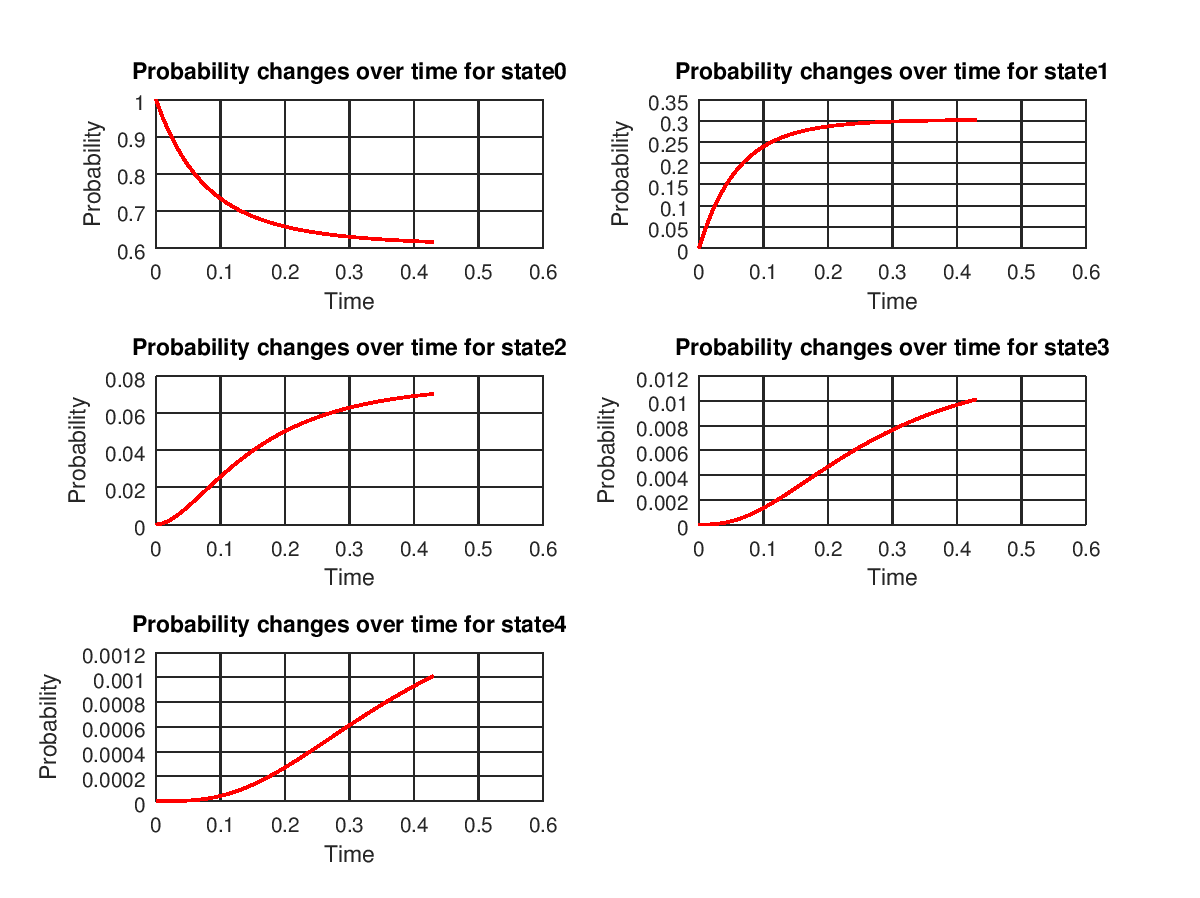 Probability changes over time for state0
Probability
1
0.9
0.8
0.7
0.6
0 0.1 0.2 0.3 0.4 0.5 0.6
Time
Probability changes over time for state1
Probability
0.35
0.3
0.25
0.2
0.15
0.1
0.05
0
0 0.1 0.2 0.3 0.4 0.5 0.6
Time
Probability changes over time for state2
Probability
0.08
0.06
0.04
0.02
0
0 0.1 0.2 0.3 0.4 0.5 0.6
Time
Probability changes over time for state3
Probability
0.012
0.01
0.008
0.006
0.004
0.002
0
0 0.1 0.2 0.3 0.4 0.5 0.6
Time
Probability changes over time for state4
Probability
0.0012
0.001
0.0008
0.0006
0.0004
0.0002
0
0 0.1 0.2 0.3 0.4 0.5 0.6
Time